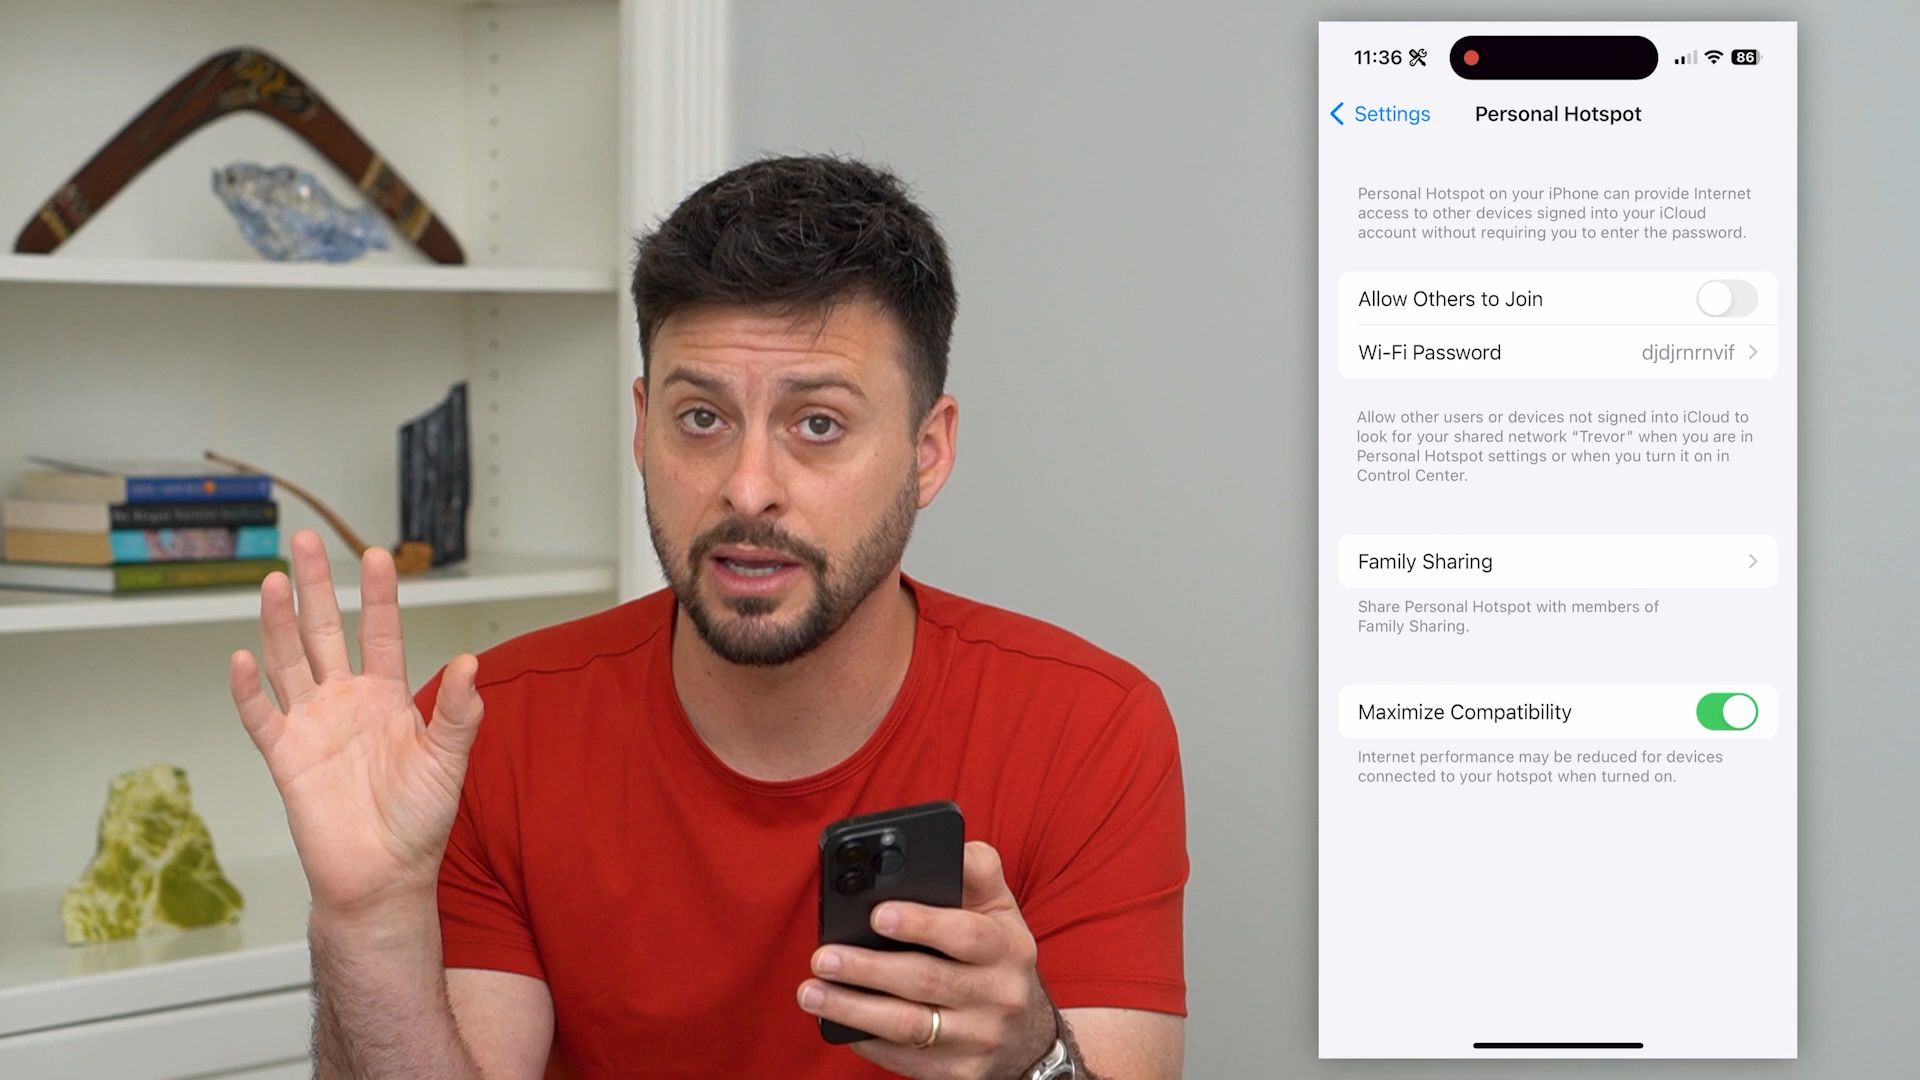 11:36
86
Settings
Personal Hotspot
Personal Hotspot on your iPhone can provide Internet
access to other devices signed into your iCloud
account without requiring you to enter the password.
Allow Others to Join
Wi-Fi Password djdjrnrnvif
Allow other users or devices not signed into iCloud to
look for your shared network “Trevor” when you are in
Personal Hotspot settings or when you turn it on in
Control Center.
Family Sharing
Share Personal Hotspot with members of
Family Sharing.
Maximize Compatibility
Internet performance may be reduced for devices
connected to your hotspot when turned on.